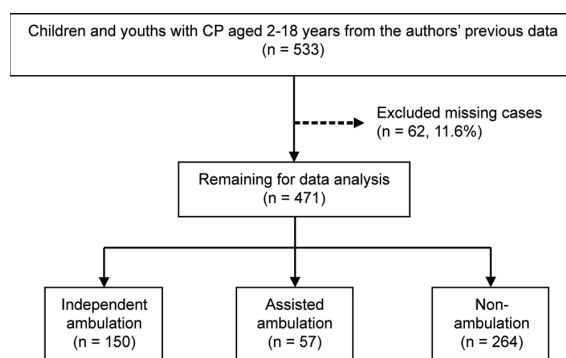 Children and youths with CP aged 2-18 years from the authors’ previous data
(n = 533)
Excluded missing cases
(n = 62, 11.6%)
Remaining for data analysis
(n = 471)
Independent
ambulation
(n = 150)
Assisted
ambulation
(n = 57)
Non-
ambulation
(n = 264)